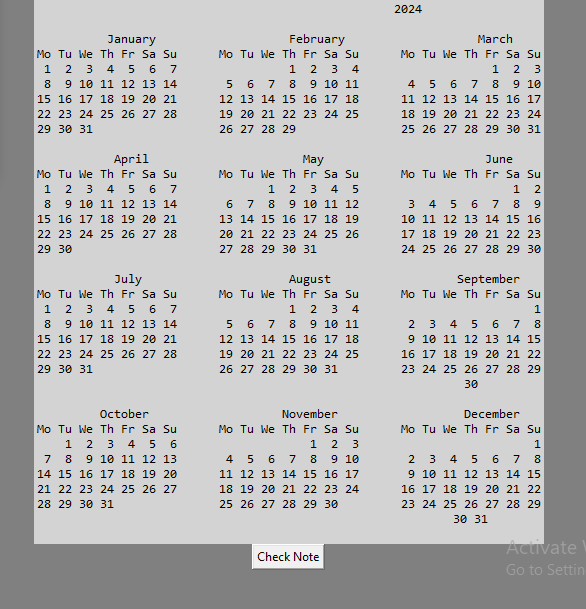 2024
January February March
Mo Tu We Th Fr Sa Su Mo Tu We Th Fr Sa Su Mo Tu We Th Fr Sa Su
1 2 3 4 5 6 7 1 2 3 4 1 2 3
8 9 10 11 12 13 14 5 6 7 8 9 10 11 4 5 6 7 8 9 10
15 16 17 18 19 20 21 12 13 14 15 16 17 18 11 12 13 14 15 16 17
22 23 24 25 26 27 28 19 20 21 22 23 24 25 18 19 20 21 22 23 24
29 30 31 26 27 28 29 25 26 27 28 29 30 31
April May June
Mo Tu We Th Fr Sa Su Mo Tu We Th Fr Sa Su Mo Tu We Th Fr Sa Su
1 2 3 4 5 6 7 1 2 3 4 5 1 2
8 9 10 11 12 13 14 6 7 8 9 10 11 12 3 4 5 6 7 8 9
15 16 17 18 19 20 21 13 14 15 16 17 18 19 10 11 12 13 14 15 16
22 23 24 25 26 27 28 20 21 22 23 24 25 26 17 18 19 20 21 22 23
29 30 27 28 29 30 31 24 25 26 27 28 29 30
July August September
Mo Tu We Th Fr Sa Su Mo Tu We Th Fr Sa Su Mo Tu We Th Fr Sa Su
1 2 3 4 5 6 7 1 2 3 4 1
8 9 10 11 12 13 14 5 6 7 8 9 10 11 2 3 4 5 6 7 8
15 16 17 18 19 20 21 12 13 14 15 16 17 18 9 10 11 12 13 14 15
22 23 24 25 26 27 28 19 20 21 22 23 24 25 16 17 18 19 20 21 22
29 30 31 26 27 28 29 30 31 23 24 25 26 27 28 29
30
October November December
Mo Tu We Th Fr Sa Su Mo Tu We Th Fr Sa Su Mo Tu We Th Fr Sa Su
1 2 3 4 5 6 1 2 3 1
7 8 9 10 11 12 13 4 5 6 7 8 9 10 2 3 4 5 6 7 8
14 15 16 17 18 19 20 11 12 13 14 15 16 17 9 10 11 12 13 14 15
21 22 23 24 25 26 27 18 19 20 21 22 23 24 16 17 18 19 20 21 22
28 29 30 31 25 26 27 28 29 30 23 24 25 26 27 28 29
30 31
Check Note
Activate
Go to